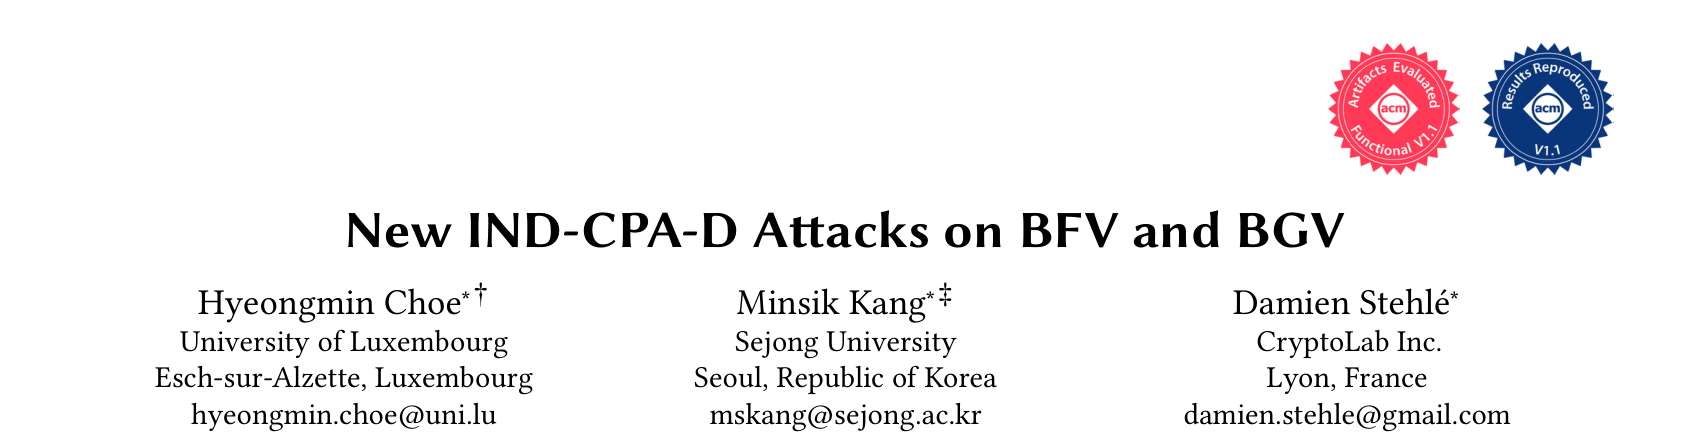 Artifacts Evaluated
acm
Functional V1.1
Results Reproduced
acm
V1.1
New IND-CPA-D Attacks on BFV and BGV
Hyeongmin Choe*†
University of Luxembourg
Esch-sur-Alzette, Luxembourg
hyeongmin.choe@uni.lu
Minsik Kang*‡
Sejong University
Seoul, Republic of Korea
mskang@sejong.ac.kr
Damien Stehlé*
CryptoLab Inc.
Lyon, France
damien.stehle@gmail.com